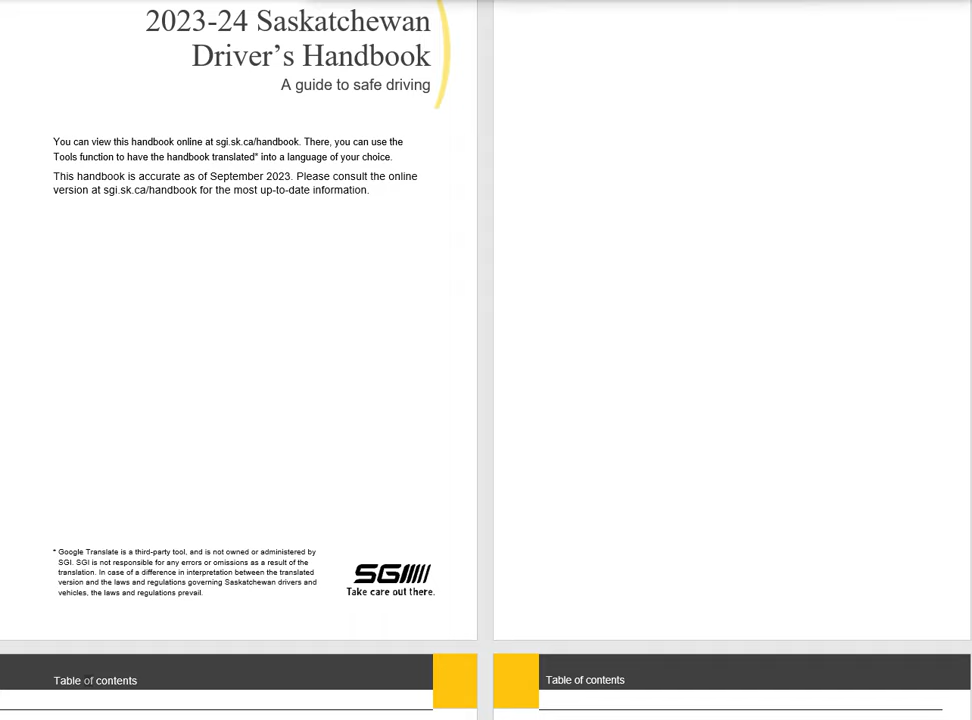 2023-24 Saskatchewan
Driver's Handbook
A guide to safe driving
You can view this handbook online at sgi.sk.ca/handbook. There, you can use the
Tools function to have the handbook translated* into a language of your choice.
This handbook is accurate as of September 2023. Please consult the online
version at sgi.sk.ca/handbook for the most up-to-date information.
* Google Translate is a third-party tool, and is not owned or administered by
SGI. SGI is not responsible for any errors or omissions as a result of the
translation. In case of a difference in interpretation between the translated
version and the laws and regulations governing Saskatchewan drivers and
vehicles, the laws and regulations prevail.
SGI
Take care out there.
Table of contents
Table of contents